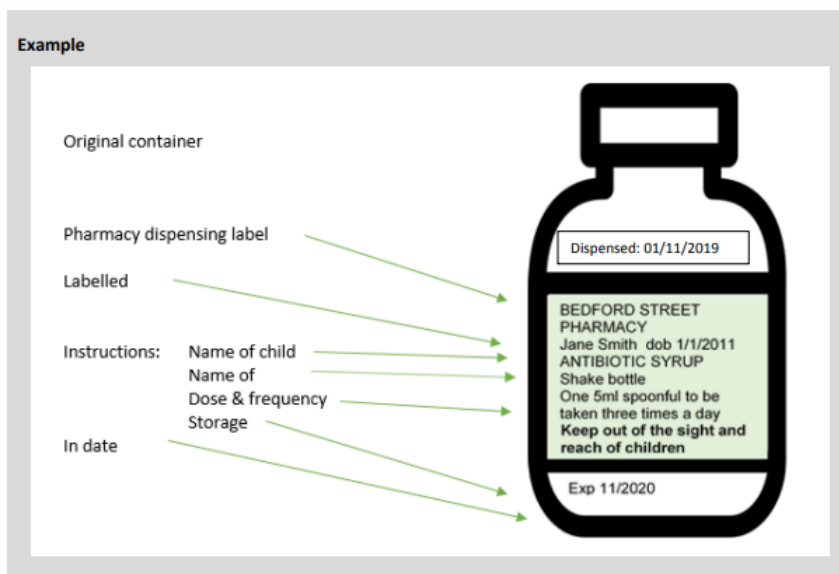 Example
Original container
Pharmacy dispensing label
Labelled
Instructions: Name of child
Name of
Dose & frequency
Storage
In date
Dispensed: 01/11/2019
BEDFORD STREET
PHARMACY
Jane Smith dob 1/1/2011
ANTIBIOTIC SYRUP
Shake bottle
One 5ml spoonful to be
taken three times a day
Keep out of the sight and
reach of children
Exp 11/2020